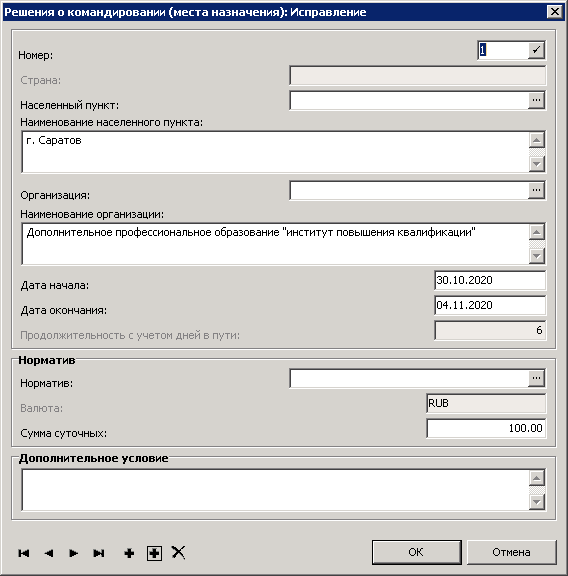 Решения о командировании (места назначения): Исправление
Номер: 1
Страна:
Населенный пункт: ...
Наименование населенного пункта:
г. Саратов
Организация: ...
Наименование организации:
Дополнительное профессиональное образование "институт повышения квалификации"
Дата начала: 30.10.2020
Дата окончания: 04.11.2020
Продолжительность с учетом дней в пути: 6
Норматив
Норматив: ...
Валюта: RUB
Сумма суточных: 100.00
Дополнительное условие
ОК Отмена